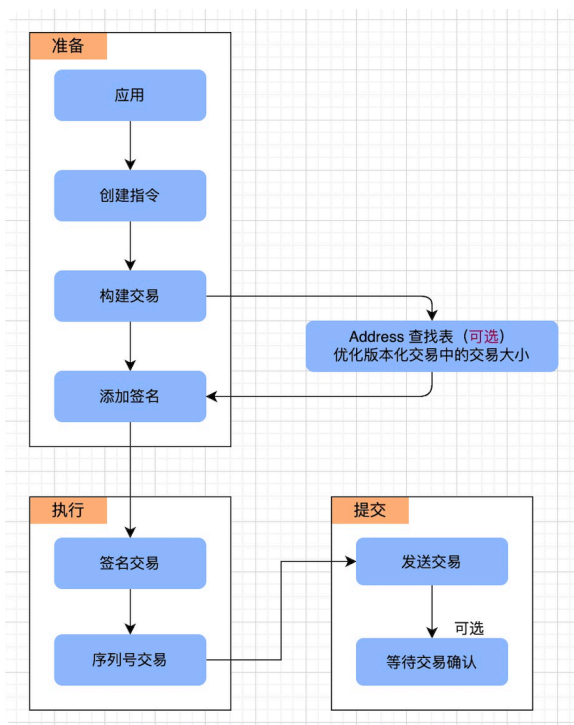 准备
应用
创建指令
构建交易
Address 查找表（可选）
优化版本化交易中的交易大小
添加签名
执行
签名交易
序列号交易
提交
发送交易
可选
等待交易确认